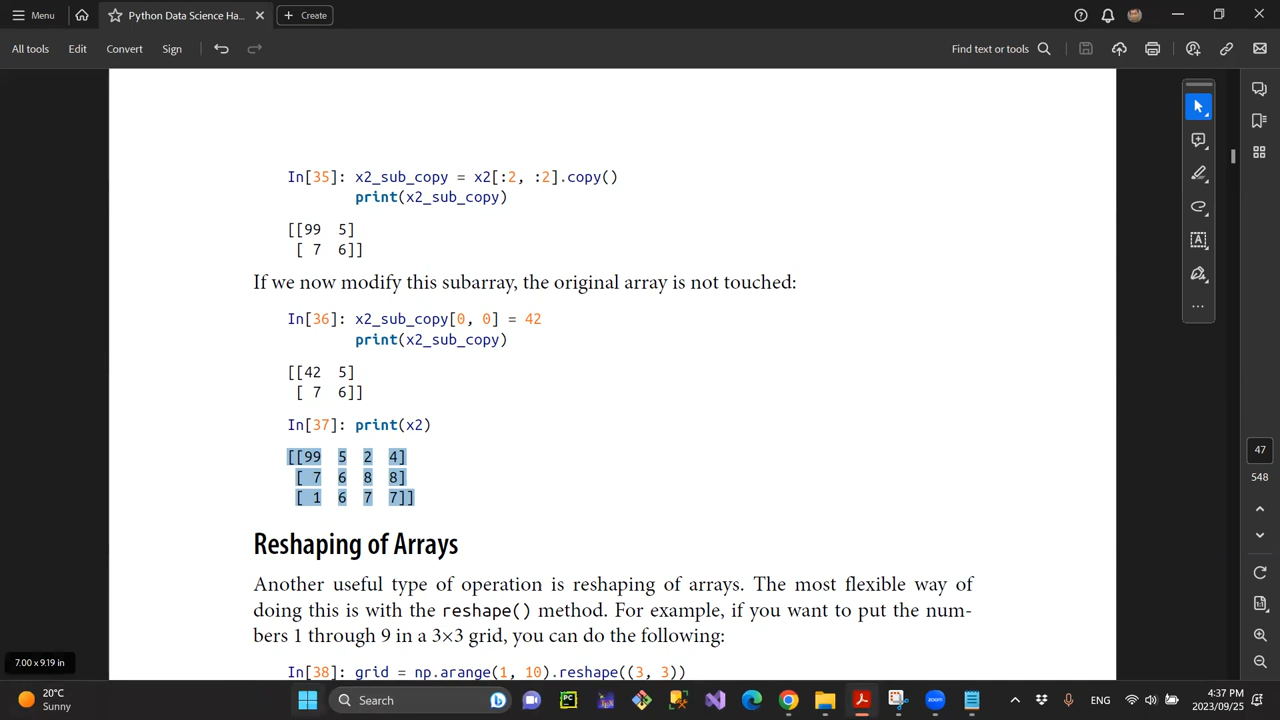 Menu
Python Data Science Ha...
Create
All tools
Edit
Convert
Sign
Find text or tools
In[35]: x2_sub_copy = x2[:2, :2].copy()
print(x2_sub_copy)
[[99 5]
[ 7 6]]
If we now modify this subarray, the original array is not touched:
In[36]: x2_sub_copy[0, 0] = 42
print(x2_sub_copy)
[[42 5]
[ 7 6]]
In[37]: print(x2)
[[99 5 2 4]
[ 7 6 8 8]
[ 1 6 7 7]]
Reshaping of Arrays
Another useful type of operation is reshaping of arrays. The most flexible way of
doing this is with the reshape() method. For example, if you want to put the num-
bers 1 through 9 in a 3×3 grid, you can do the following:
In[38]: grid = np.arange(1, 10).reshape((3, 3))
47
548
7.00 x 9.19 in
20°C
Sunny
Search
zoom
ENG
4:37 PM
2023/09/25